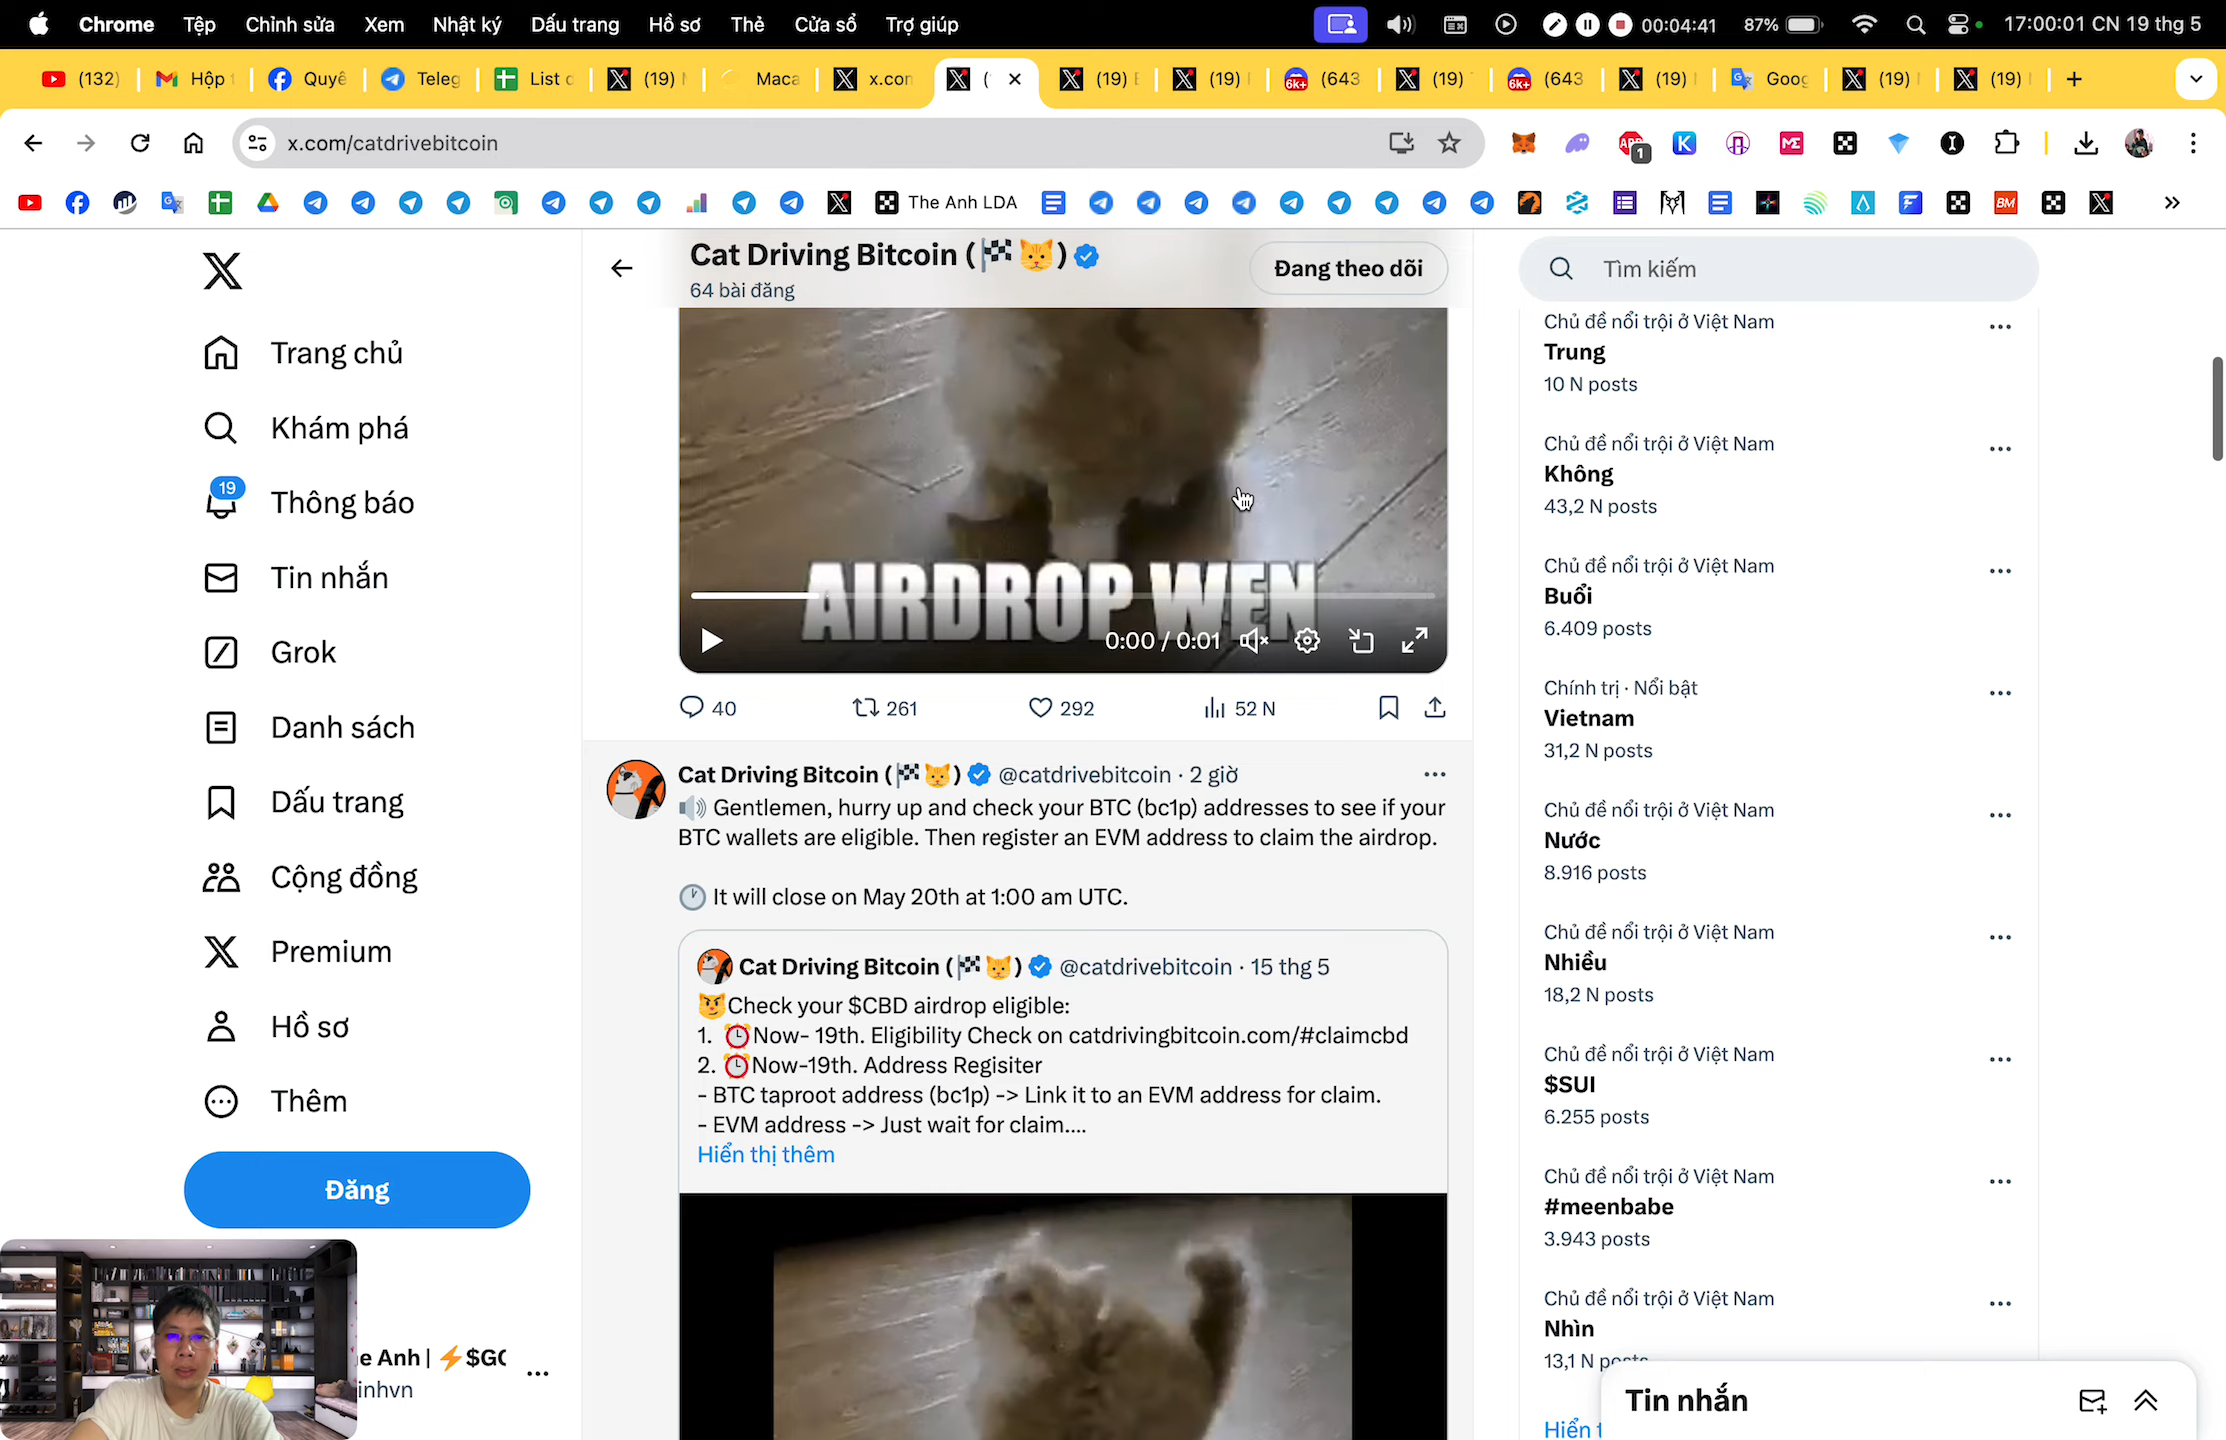 Chrome Tệp Chỉnh sửa Xem Nhật ký Dấu trang Hồ sơ Thẻ Cửa sổ Trợ giúp 00:04:41 87% 17:00:01 CN 19 thg 5
(132) Hộp Quyê Teleg List (19) Maca x.con ( (19) (19) (643 (19) (643 (19) Goog (19) (19)
x.com/catdrivebitcoin
1
The Anh LDA
BM
Cat Driving Bitcoin (🏁🐱)
64 bài đăng
Đang theo dõi
Trang chủ
Khám phá
19
Thông báo
Tin nhắn
Grok
Danh sách
Dấu trang
Cộng đồng
Premium
Hồ sơ
Thêm
Đăng
e Anh | ⚡$G
inhvn
AIRDROP WEN
0:00 / 0:01
40 261 292 52 N
Cat Driving Bitcoin (🏁🐱) @catdrivebitcoin · 2 giờ
🔊 Gentlemen, hurry up and check your BTC (bc1p) addresses to see if your
BTC wallets are eligible. Then register an EVM address to claim the airdrop.
🕐 It will close on May 20th at 1:00 am UTC.
Cat Driving Bitcoin (🏁🐱) @catdrivebitcoin · 15 thg 5
😼Check your $CBD airdrop eligible:
1. ⏰Now- 19th. Eligibility Check on catdrivingbitcoin.com/#claimcbd
2. ⏰Now-19th. Address Regisiter
- BTC taproot address (bc1p) -> Link it to an EVM address for claim.
- EVM address -> Just wait for claim....
Hiển thị thêm
Tìm kiếm
Chủ đề nổi trội ở Việt Nam
Trung
10 N posts
Chủ đề nổi trội ở Việt Nam
Không
43,2 N posts
Chủ đề nổi trội ở Việt Nam
Buổi
6.409 posts
Chính trị · Nổi bật
Vietnam
31,2 N posts
Chủ đề nổi trội ở Việt Nam
Nước
8.916 posts
Chủ đề nổi trội ở Việt Nam
Nhiều
18,2 N posts
Chủ đề nổi trội ở Việt Nam
$SUI
6.255 posts
Chủ đề nổi trội ở Việt Nam
#meenbabe
3.943 posts
Chủ đề nổi trội ở Việt Nam
Nhìn
13,1 N posts
Hiển t
Tin nhắn